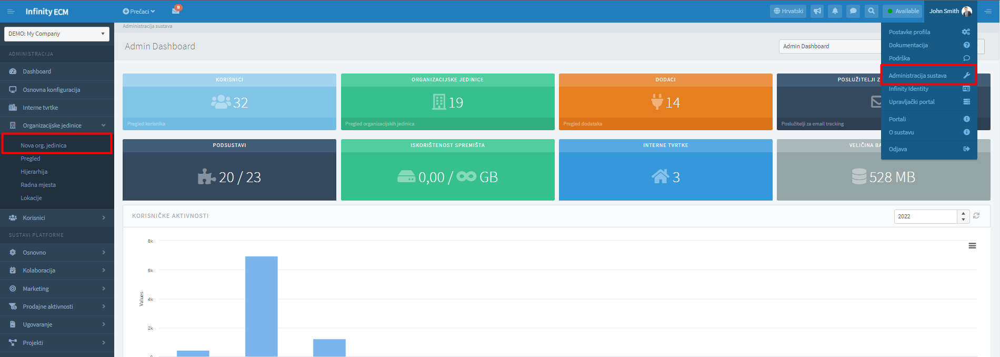 Infinity ECM
Prečaci
9
Hrvatski
Available
John Smith
DEMO: My Company
ADMINISTRACIJA
Dashboard
Osnovna konfiguracija
Interne tvrtke
Organizacijske jedinice
Nova org. jedinica
Pregled
Hijerarhija
Radna mjesta
Lokacije
Korisnici
SUSTAVI PLATFORME
Osnovno
Kolaboracija
Marketing
Prodajne aktivnosti
Ugovaranje
Projekti
Administracija sustava
Admin Dashboard
Admin Dashboard
Postavke profila
Dokumentacija
Podrška
Administracija sustava
Infinity Identity
Upravljački portal
Portali
O sustavu
Odjava
KORISNICI
32
Pregled korisnika
ORGANIZACIJSKE JEDINICE
19
Pregled organizacijskih jedinica
DODACI
14
Pregled dodataka
POSLUŽITELJI Z
Poslužitelji za email tracking
PODSUSTAVI
20 / 23
ISKORIŠTENOST SPREMIŠTA
0,00 / ∞ GB
INTERNE TVRTKE
3
VELIČINA BA
528 MB
KORISNIČKE AKTIVNOSTI
2022
8k
6k
4k
2k
0
Values